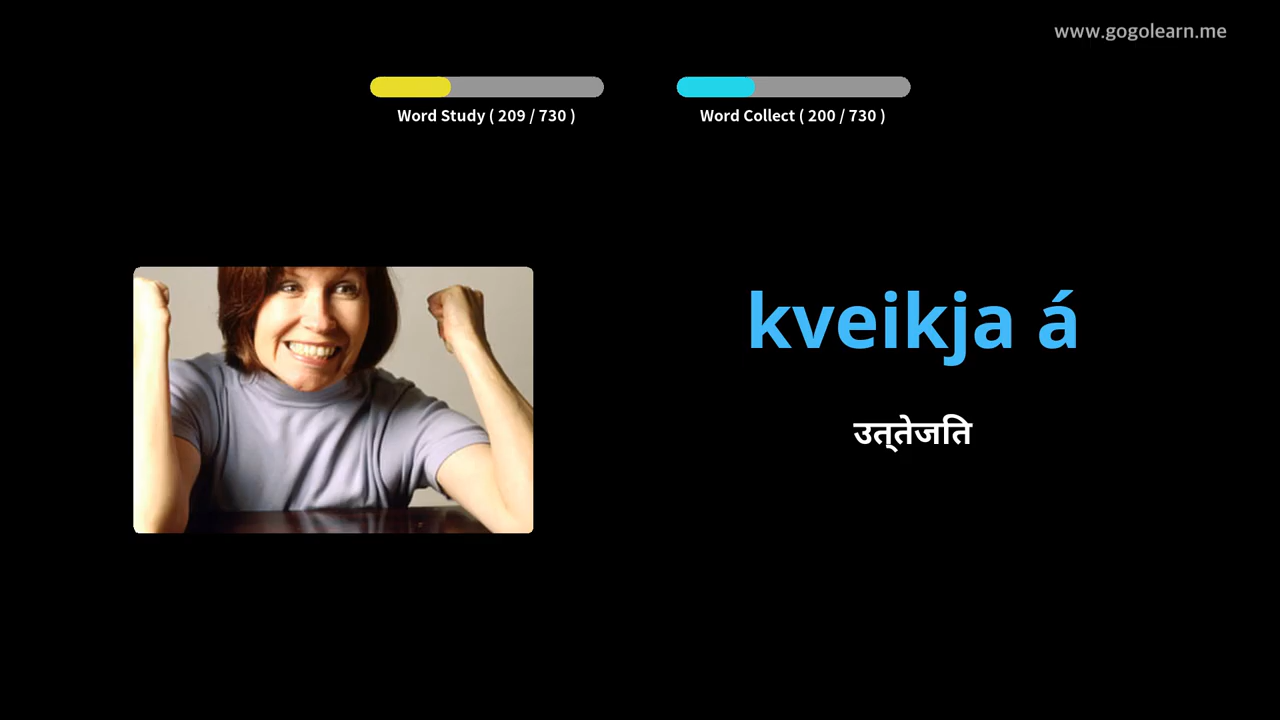 www.gogolearn.me
Word Study ( 209 / 730 )
Word Collect ( 200 / 730 )
kveikja á
उत्तेजति